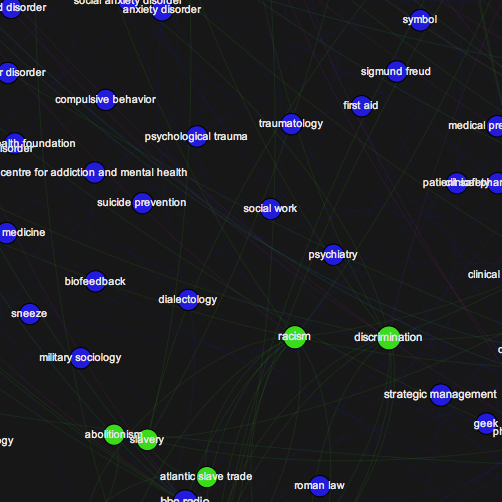 d disorder
social anxiety disorder
anxiety disorder
symbol
r disorder
sigmund freud
compulsive behavior
first aid
traumatology
medical pre
psychological trauma
alth foundation
isorder
centre for addiction and mental health
patient safety
clinical phar
suicide prevention
social work
medicine
psychiatry
clinical
biofeedback
dialectology
sneeze
racism
discrimination
military sociology
strategic management
geek
abolitionism
slavery
ogy
atlantic slave trade
roman law
bbc radio